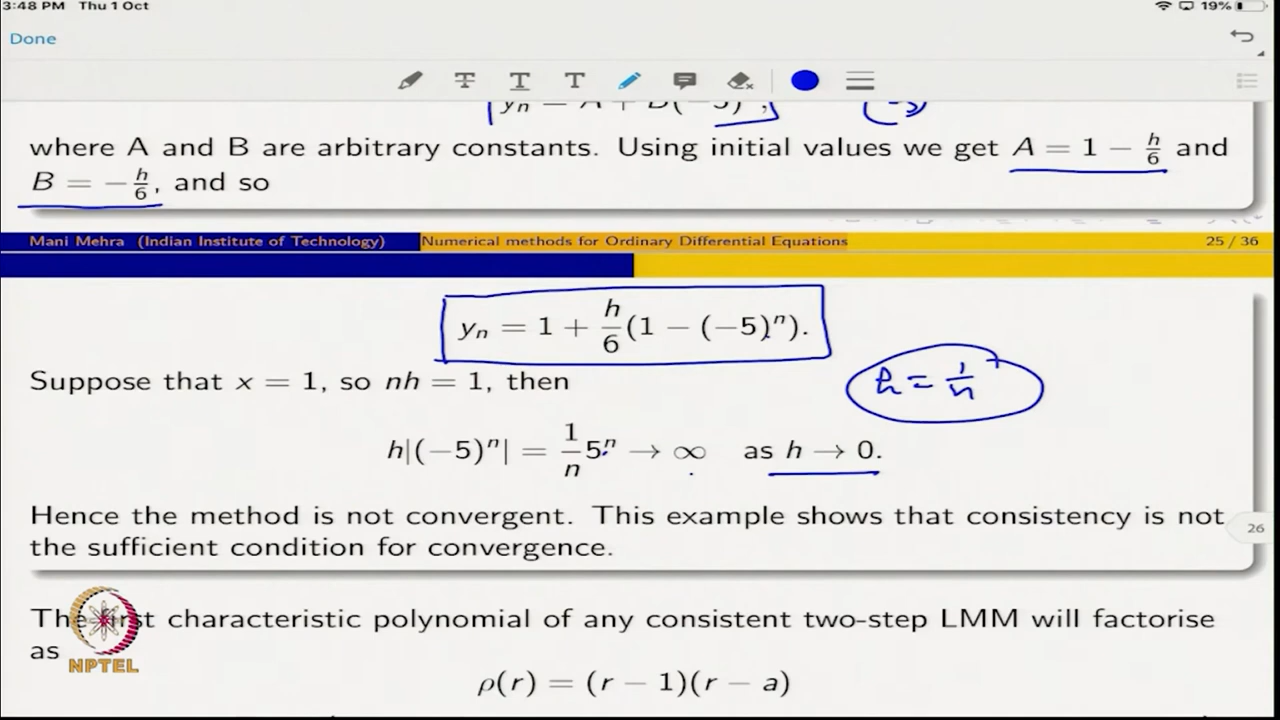 3:48 PM Thu 1 Oct 19%
Done
where A and B are arbitrary constants. Using initial values we get A = 1 − h/6 and
B = −h/6, and so
Mani Mehra (Indian Institute of Technology) Numerical methods for Ordinary Differential Equations 25 / 36
yₙ = 1 + h/6(1 − (−5)ⁿ).
Suppose that x = 1, so nh = 1, then
h = 1/n
h|(−5)ⁿ| = 1/n 5ⁿ → ∞ as h → 0.
Hence the method is not convergent. This example shows that consistency is not
the sufficient condition for convergence.
26
The first characteristic polynomial of any consistent two-step LMM will factorise
as
NPTEL
ρ(r) = (r − 1)(r − a)